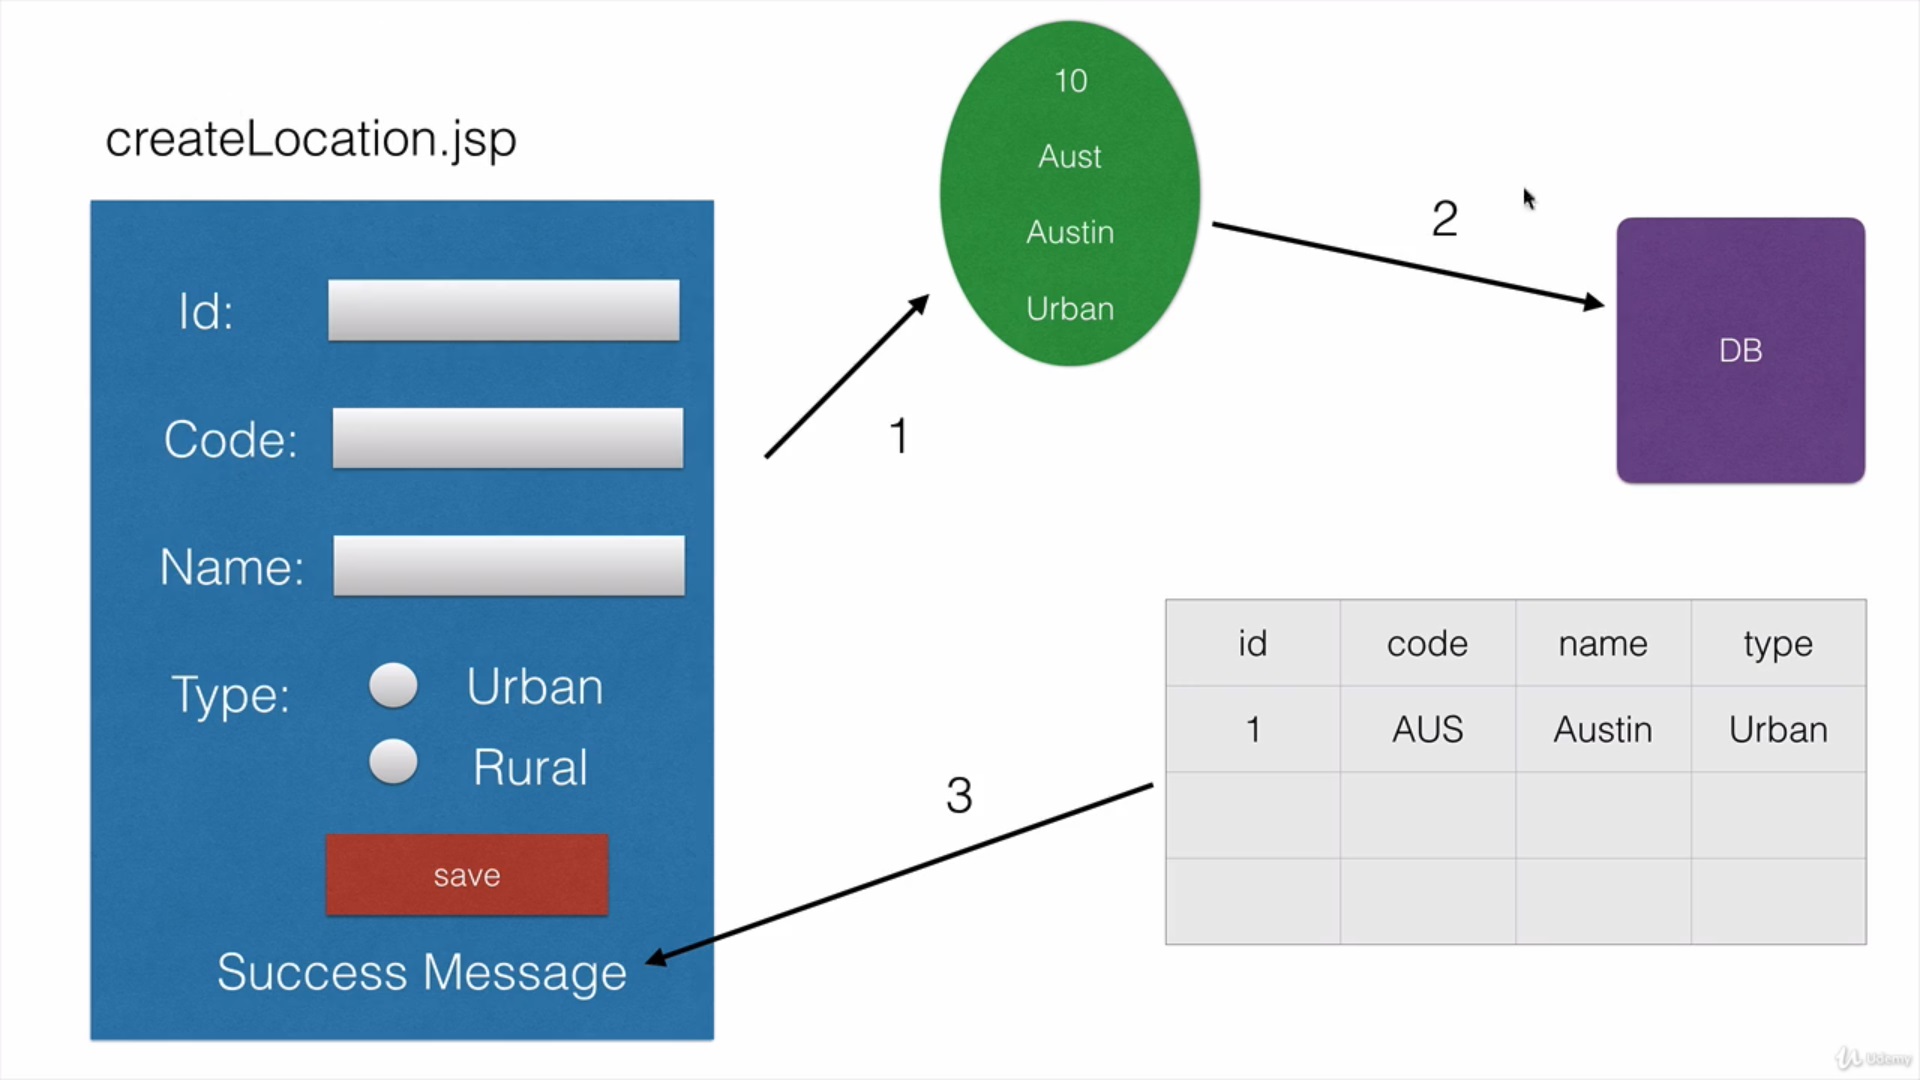 createLocation.jsp
Id:
Code:
Name:
Type:
Urban
Rural
save
Success Message
1
10
Aust
Austin
Urban
2
DB
3
id code name type
1 AUS Austin Urban
Udemy